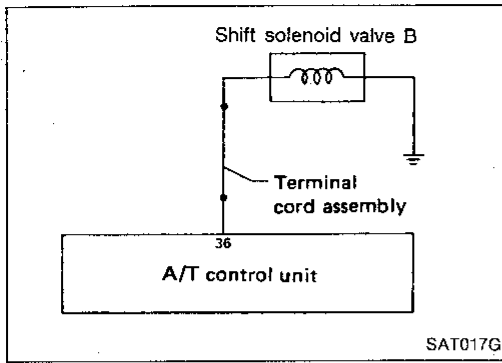 Shift solenoid valve B
Terminal
cord assembly
36
A/T control unit
SAT017G